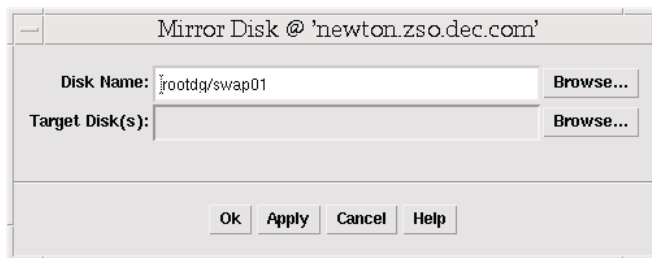 Mirror Disk @ 'newton.zso.dec.com'
Disk Name: rootdg/swap01 Browse...
Target Disk(s): Browse...
Ok Apply Cancel Help